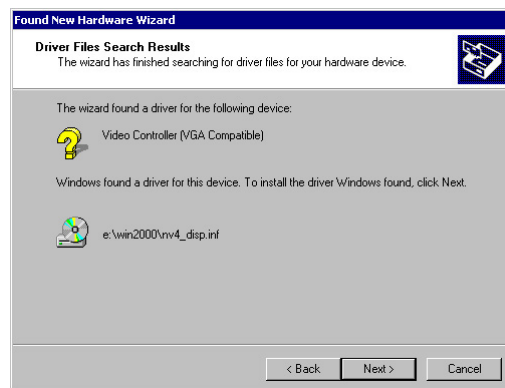 Found New Hardware Wizard
Driver Files Search Results
The wizard has finished searching for driver files for your hardware device.
The wizard found a driver for the following device:
Video Controller (VGA Compatible)
Windows found a driver for this device. To install the driver Windows found, click Next.
e:\win2000\nv4_disp.inf
< Back Next > Cancel